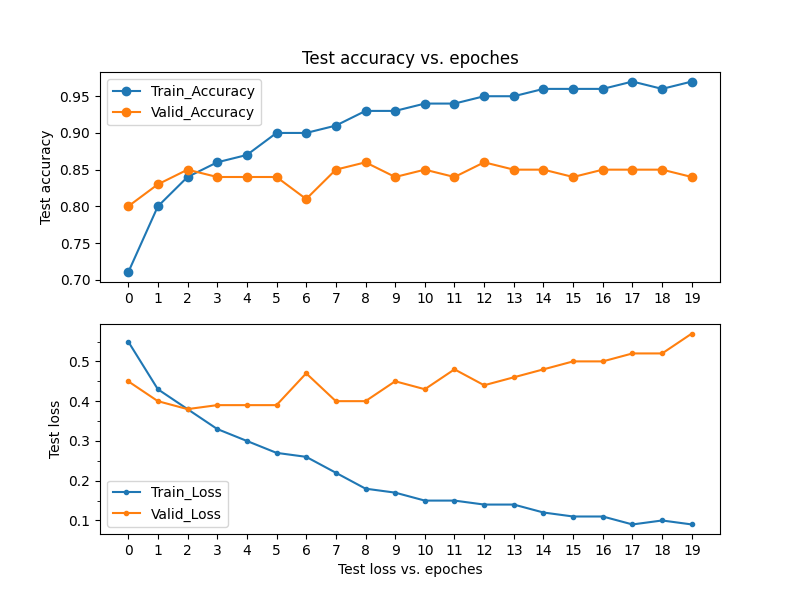 Test accuracy vs. epoches
Train_Accuracy
Valid_Accuracy
Test accuracy
0.95
0.90
0.85
0.80
0.75
0.70
0 1 2 3 4 5 6 7 8 9 10 11 12 13 14 15 16 17 18 19
Test loss
0.5
0.4
0.3
0.2
0.1
Train_Loss
Valid_Loss
0 1 2 3 4 5 6 7 8 9 10 11 12 13 14 15 16 17 18 19
Test loss vs. epoches